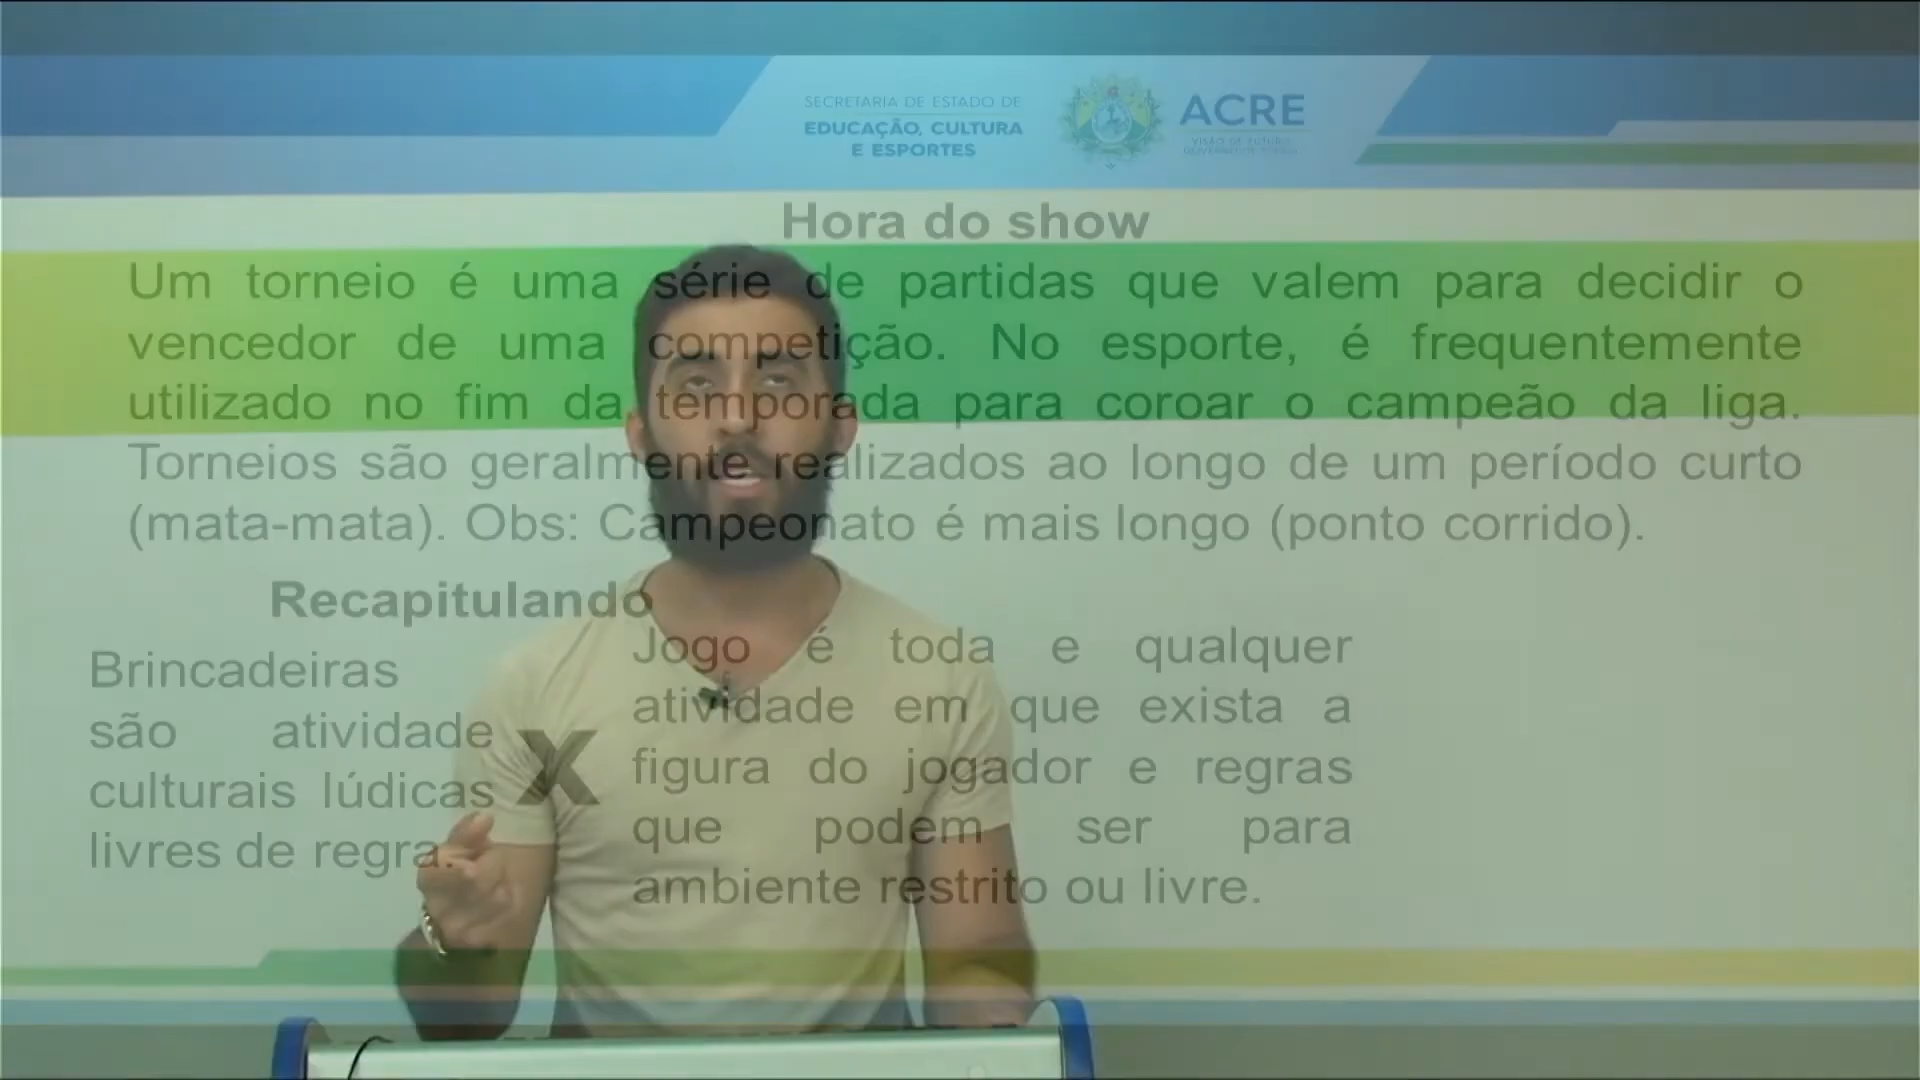 SECRETARIA DE ESTADO DE
EDUCAÇÃO, CULTURA
E ESPORTES
ACRE
Hora do show
Um torneio é uma série de partidas que valem para decidir o
vencedor de uma competição. No esporte, é frequentemente
utilizado no fim da temporada para coroar o campeão da liga.
Torneios são geralmente realizados ao longo de um período curto
(mata-mata). Obs: Campeonato é mais longo (ponto corrido).
Recapitulando
Brincadeiras
são atividade
culturais lúdicas
livres de regra.
X
Jogo é toda e qualquer
atividade em que exista a
figura do jogador e regras
que podem ser para
ambiente restrito ou livre.